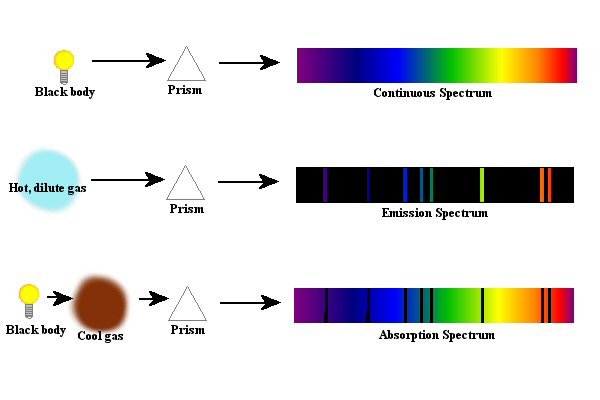 Black body
Prism
Continuous Spectrum
Hot, dilute gas
Prism
Emission Spectrum
Black body
Cool gas
Prism
Absorption Spectrum